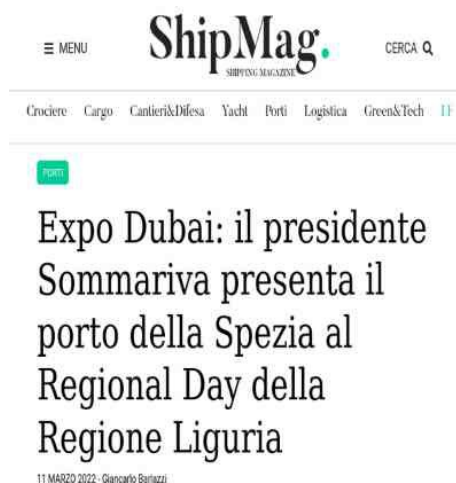 ≡ MENU
ShipMag.
CERCA
SHIPPING MAGAZINE
Crociere Cargo Cantieri&Difesa Yacht Porti Logistica Green&Tech
PORTI
Expo Dubai: il presidente
Sommariva presenta il
porto della Spezia al
Regional Day della
Regione Liguria
11 MARZO 2022 - Giancarlo Barlazzi